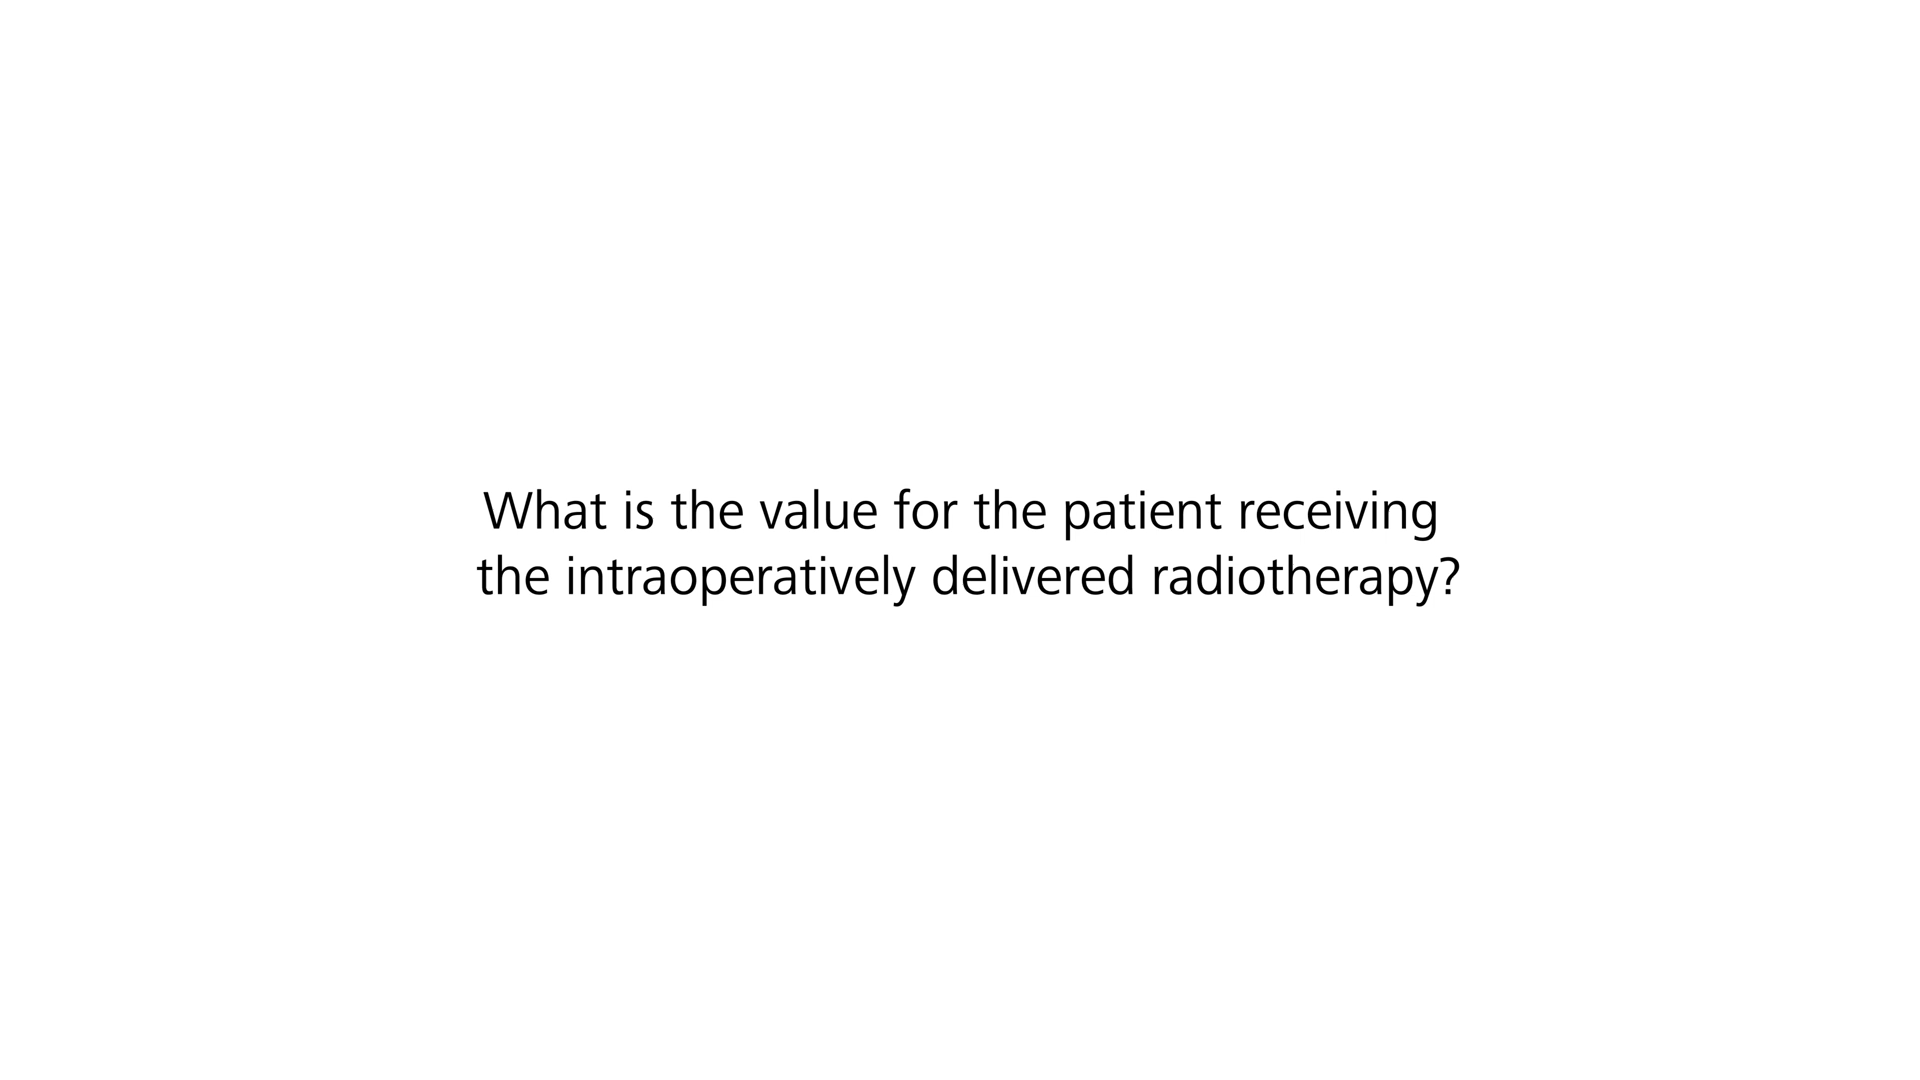 What is the value for the patient receiving
the intraoperatively delivered radiotherapy?